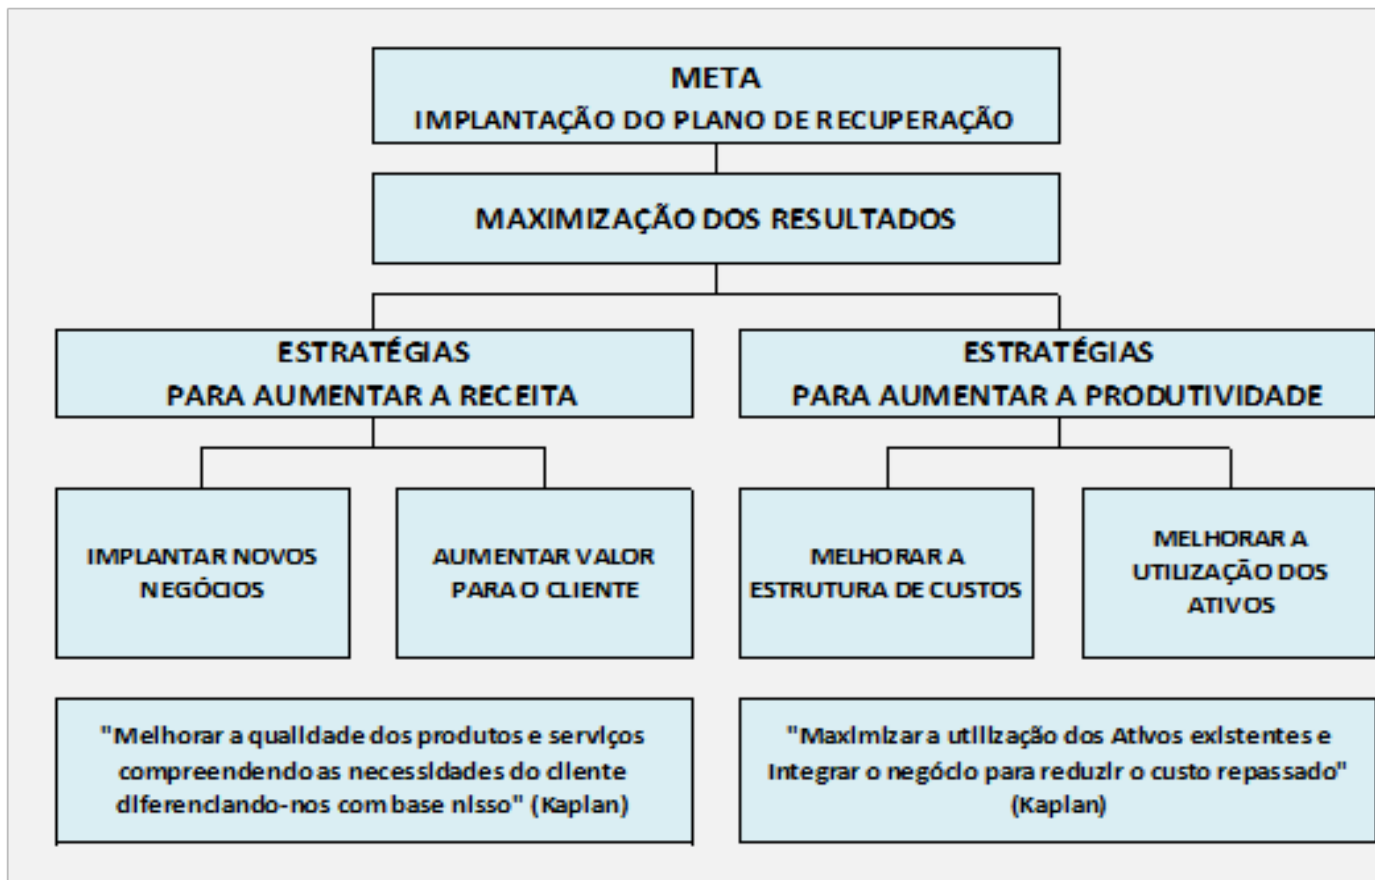 META
IMPLANTAÇÃO DO PLANO DE RECUPERAÇÃO
MAXIMIZAÇÃO DOS RESULTADOS
ESTRATÉGIAS
PARA AUMENTAR A RECEITA
ESTRATÉGIAS
PARA AUMENTAR A PRODUTIVIDADE
IMPLANTAR NOVOS
NEGÓCIOS
AUMENTAR VALOR
PARA O CLIENTE
MELHORAR A
ESTRUTURA DE CUSTOS
MELHORAR A
UTILIZAÇÃO DOS
ATIVOS
"Melhorar a qualidade dos produtos e serviços
compreendendo as necessidades do cliente
diferenciando-nos com base nisso" (Kaplan)
"Maximizar a utilização dos Ativos existentes e
integrar o negócio para reduzir o custo repassado"
(Kaplan)